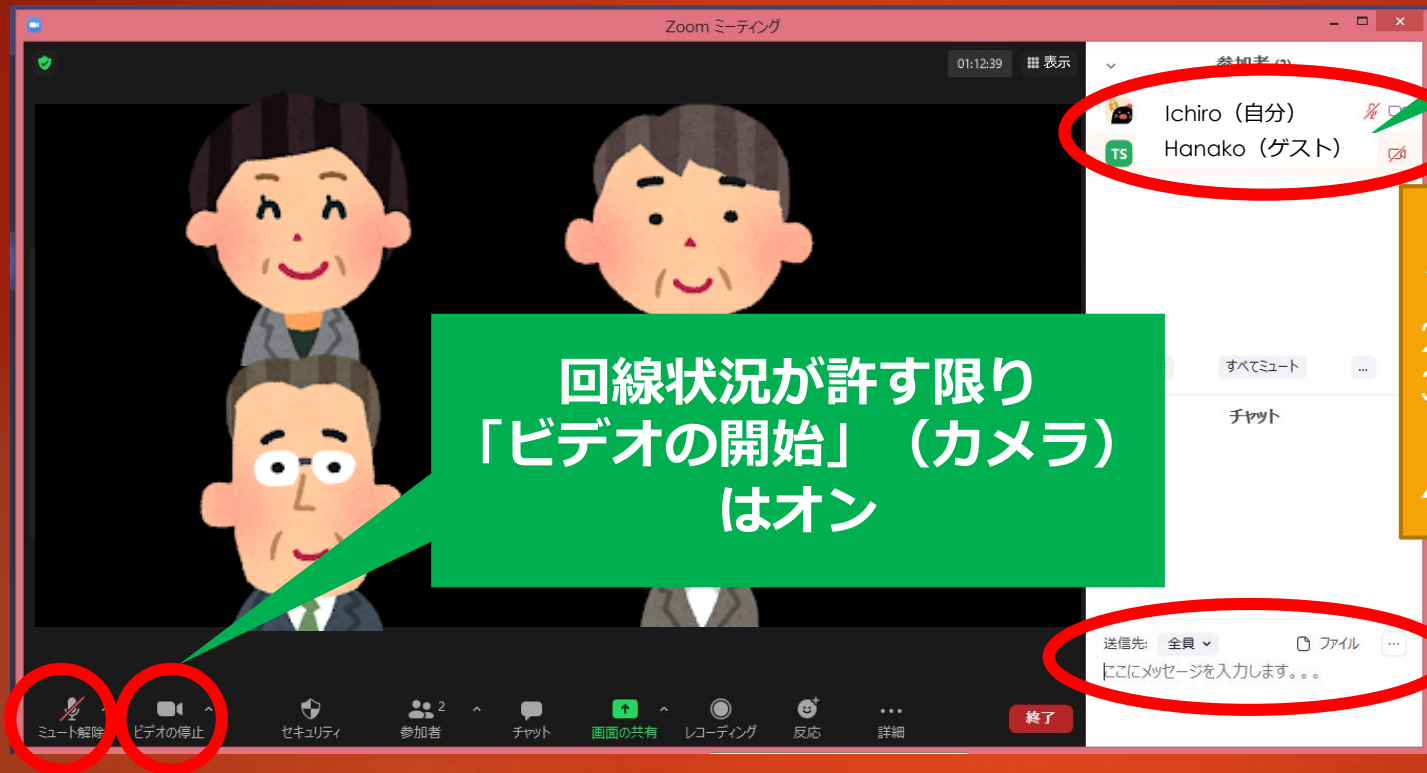 Zoom ミーティング
01:12:39
表示
Ichiro（自分）
TS
Hanako（ゲスト）
すべてミュート
...
チャット
回線状況が許す限り
「ビデオの開始」（カメラ）
はオン
送信先: 全員
ファイル
ここにメッセージを入力します。。。
ミュート解除
ビデオの停止
セキュリティ
2
参加者
チャット
画面の共有
レコーディング
反応
詳細
終了